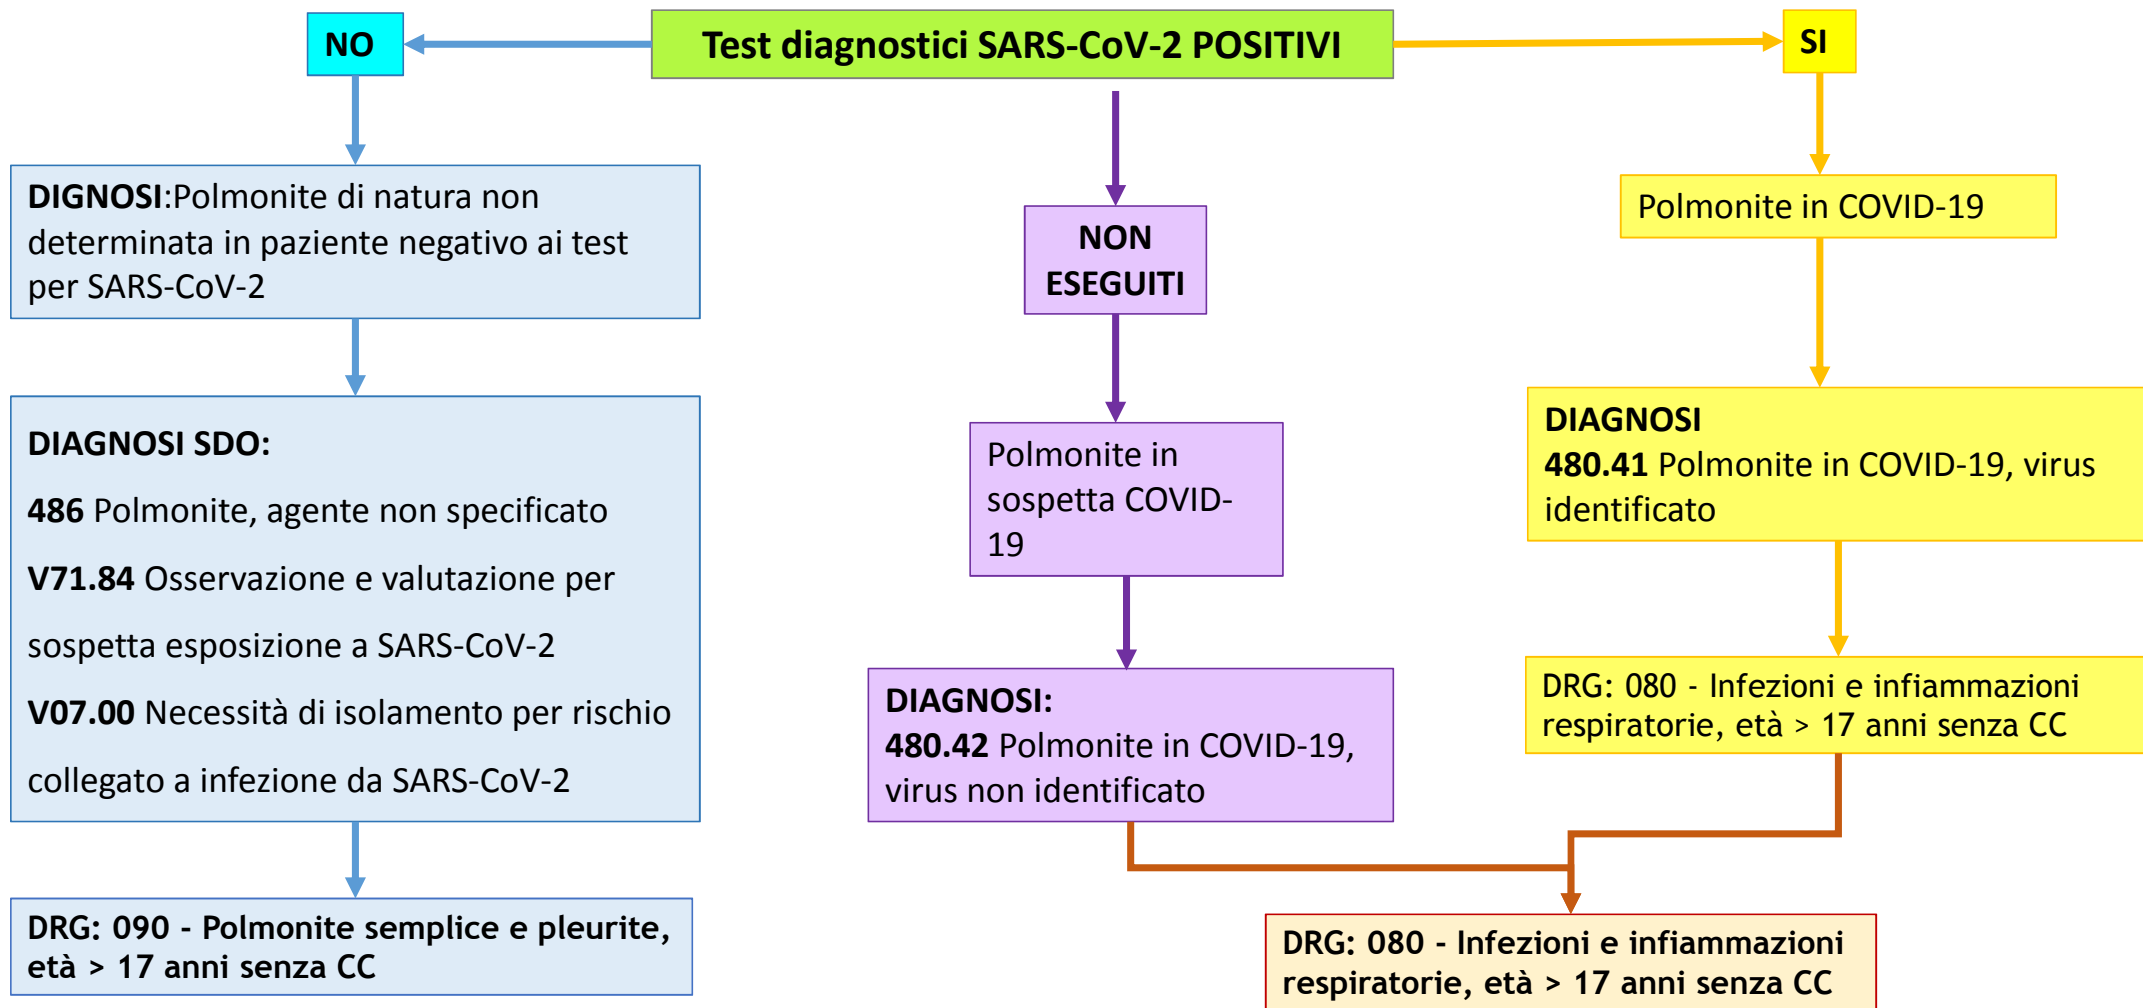 NO
Test diagnostici SARS-CoV-2 POSITIVI
SI
DIGNOSI:Polmonite di natura non
determinata in paziente negativo ai test
per SARS-CoV-2
NON
ESEGUITI
Polmonite in COVID-19
DIAGNOSI SDO:
486 Polmonite, agente non specificato
V71.84 Osservazione e valutazione per
sospetta esposizione a SARS-CoV-2
V07.00 Necessità di isolamento per rischio
collegato a infezione da SARS-CoV-2
Polmonite in
sospetta COVID-
19
DIAGNOSI
480.41 Polmonite in COVID-19, virus
identificato
DIAGNOSI:
480.42 Polmonite in COVID-19,
virus non identificato
DRG: 080 - Infezioni e infiammazioni
respiratorie, età > 17 anni senza CC
DRG: 090 - Polmonite semplice e pleurite,
età > 17 anni senza CC
DRG: 080 - Infezioni e infiammazioni
respiratorie, età > 17 anni senza CC